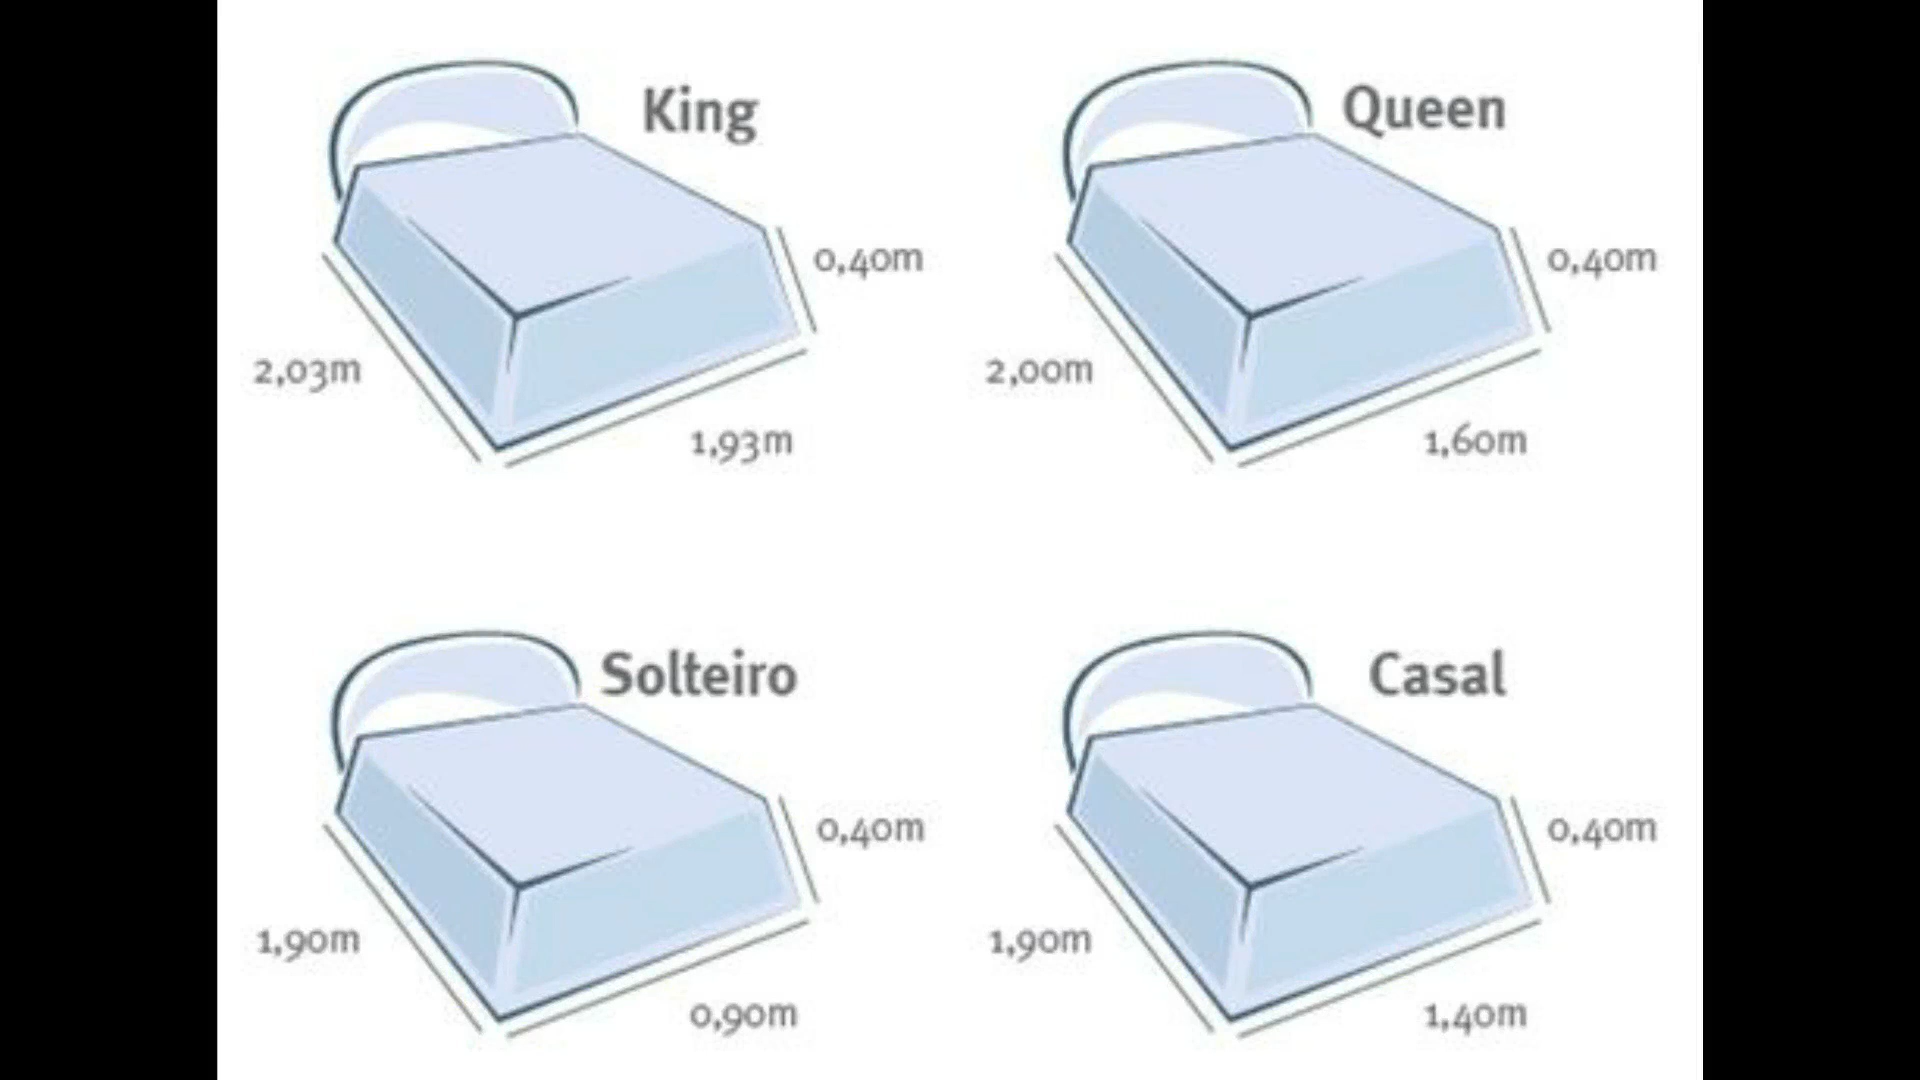 King
0,40m
2,03m
1,93m
Queen
0,40m
2,00m
1,60m
Solteiro
0,40m
1,90m
0,90m
Casal
0,40m
1,90m
1,40m